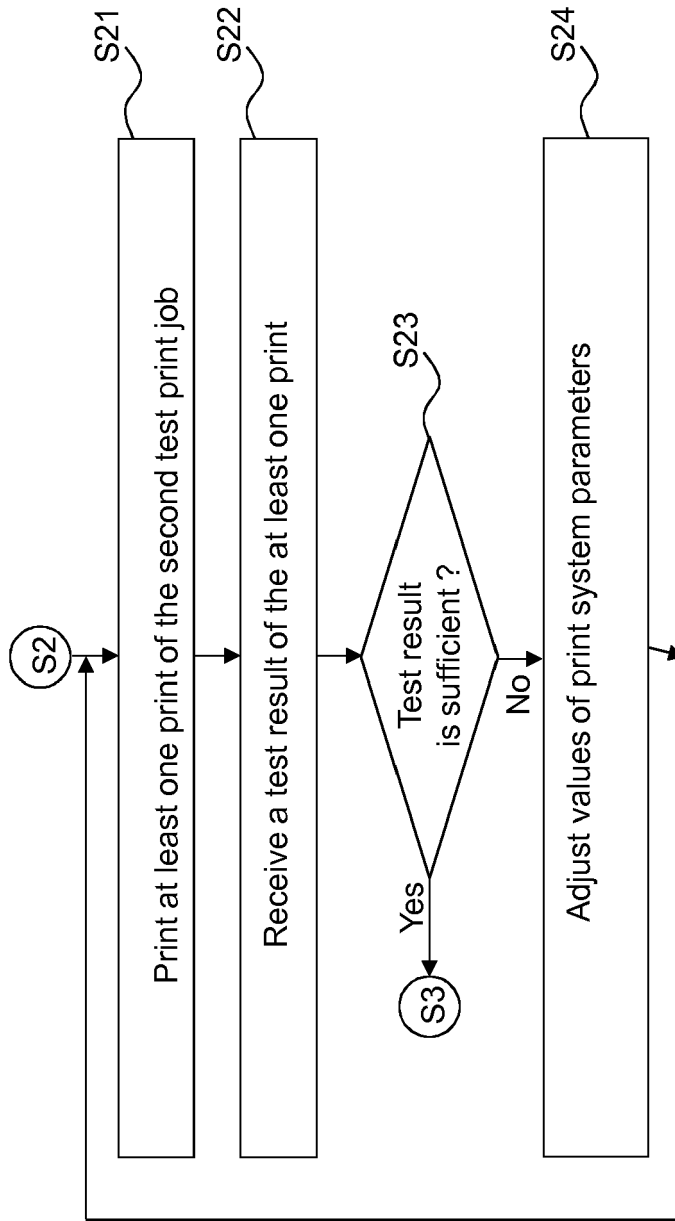 S2
Print at least one print of the second test print job
S21
Receive a test result of the at least one print
S22
Test result
is sufficient ?
S23
Yes
S3
No
Adjust values of print system parameters
S24